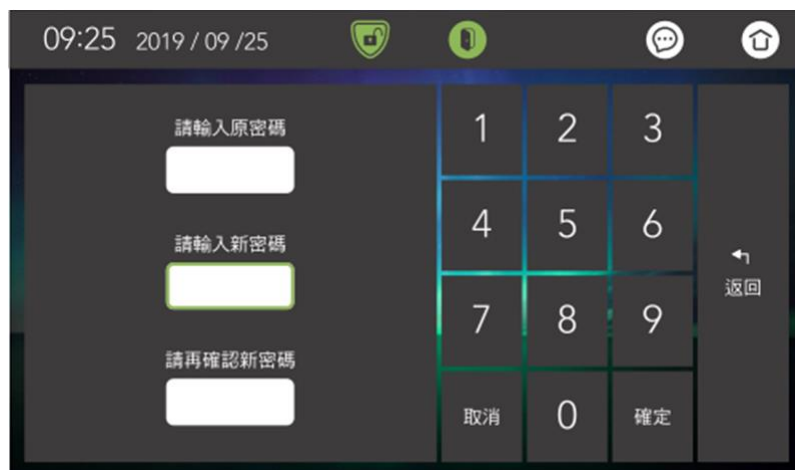 09:25 2019 / 09 /25
請輸入原密碼
請輸入新密碼
請再確認新密碼
1 2 3
4 5 6
7 8 9
取消 0 確定
返回